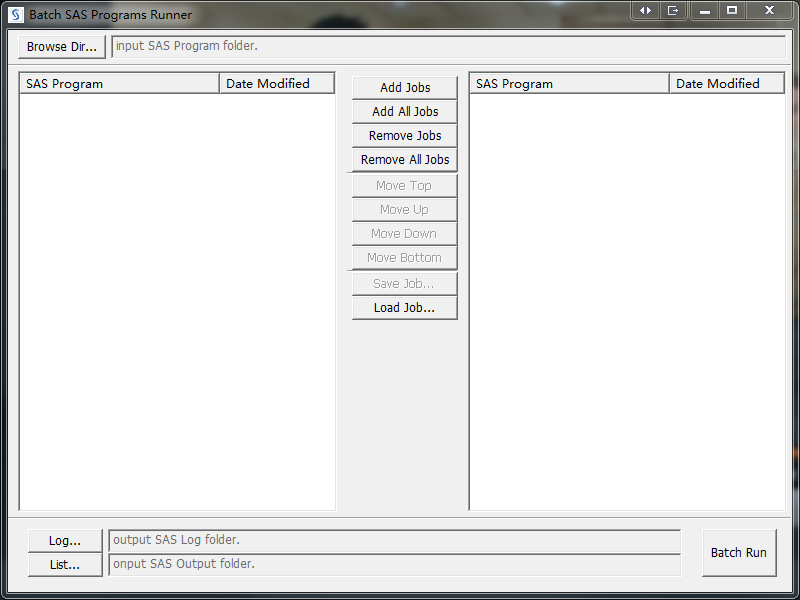 Batch SAS Programs Runner
Browse Dir...
input SAS Program folder.
SAS Program
Date Modified
Add Jobs
Add All Jobs
Remove Jobs
Remove All Jobs
Move Top
Move Up
Move Down
Move Bottom
Save Job...
Load Job...
SAS Program
Date Modified
Log...
output SAS Log folder.
List...
onput SAS Output folder.
Batch Run